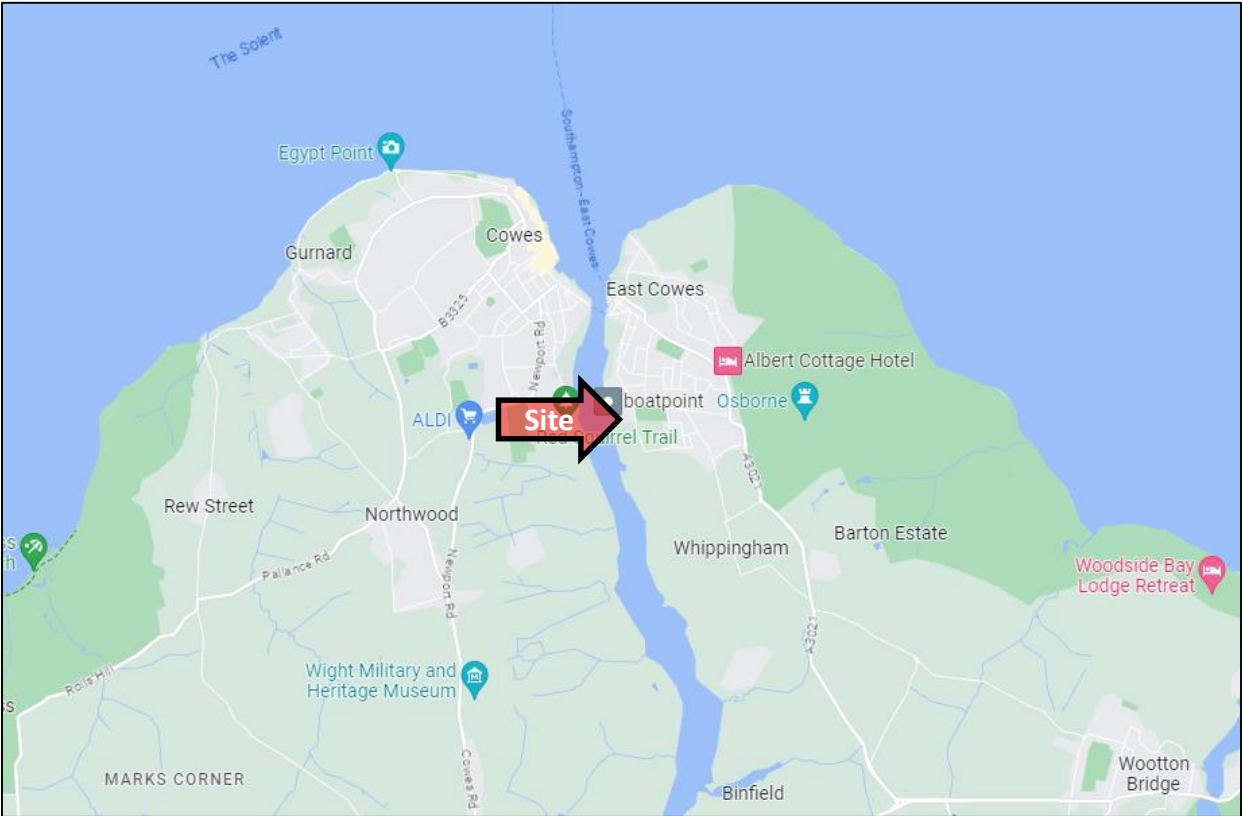 The Solent
Egypt Point
Southampton - East Cowes
Cowes
Gurnard
East Cowes
B3325
Newport Rd
Albert Cottage Hotel
boatpoint
Osborne
ALDI
Site
Red Squirrel Trail
A3021
Rew Street
Northwood
Barton Estate
Whippingham
Pallance Rd
Newport Rd
Woodside Bay
Lodge Retreat
A3021
Wight Military and
Heritage Museum
Rolls Hill
Cowes Rd
MARKS CORNER
Wootton
Bridge
Binfield